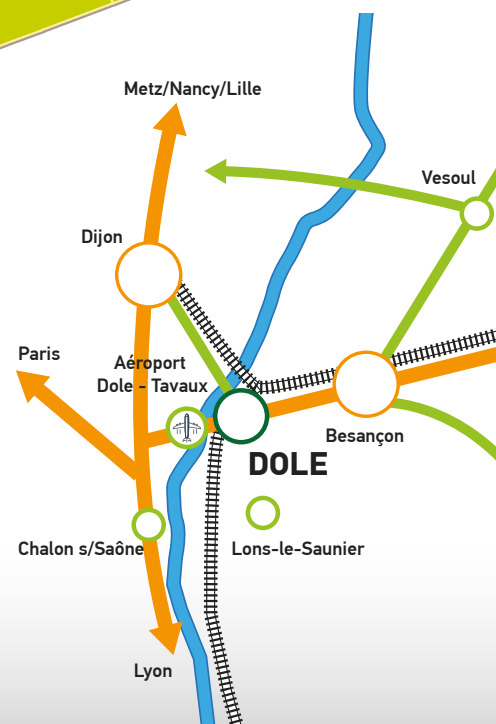 Metz/Nancy/Lille
Vesoul
Dijon
Paris
Aéroport
Dole - Tavaux
Besançon
DOLE
Chalon s/Saône
Lons-le-Saunier
Lyon